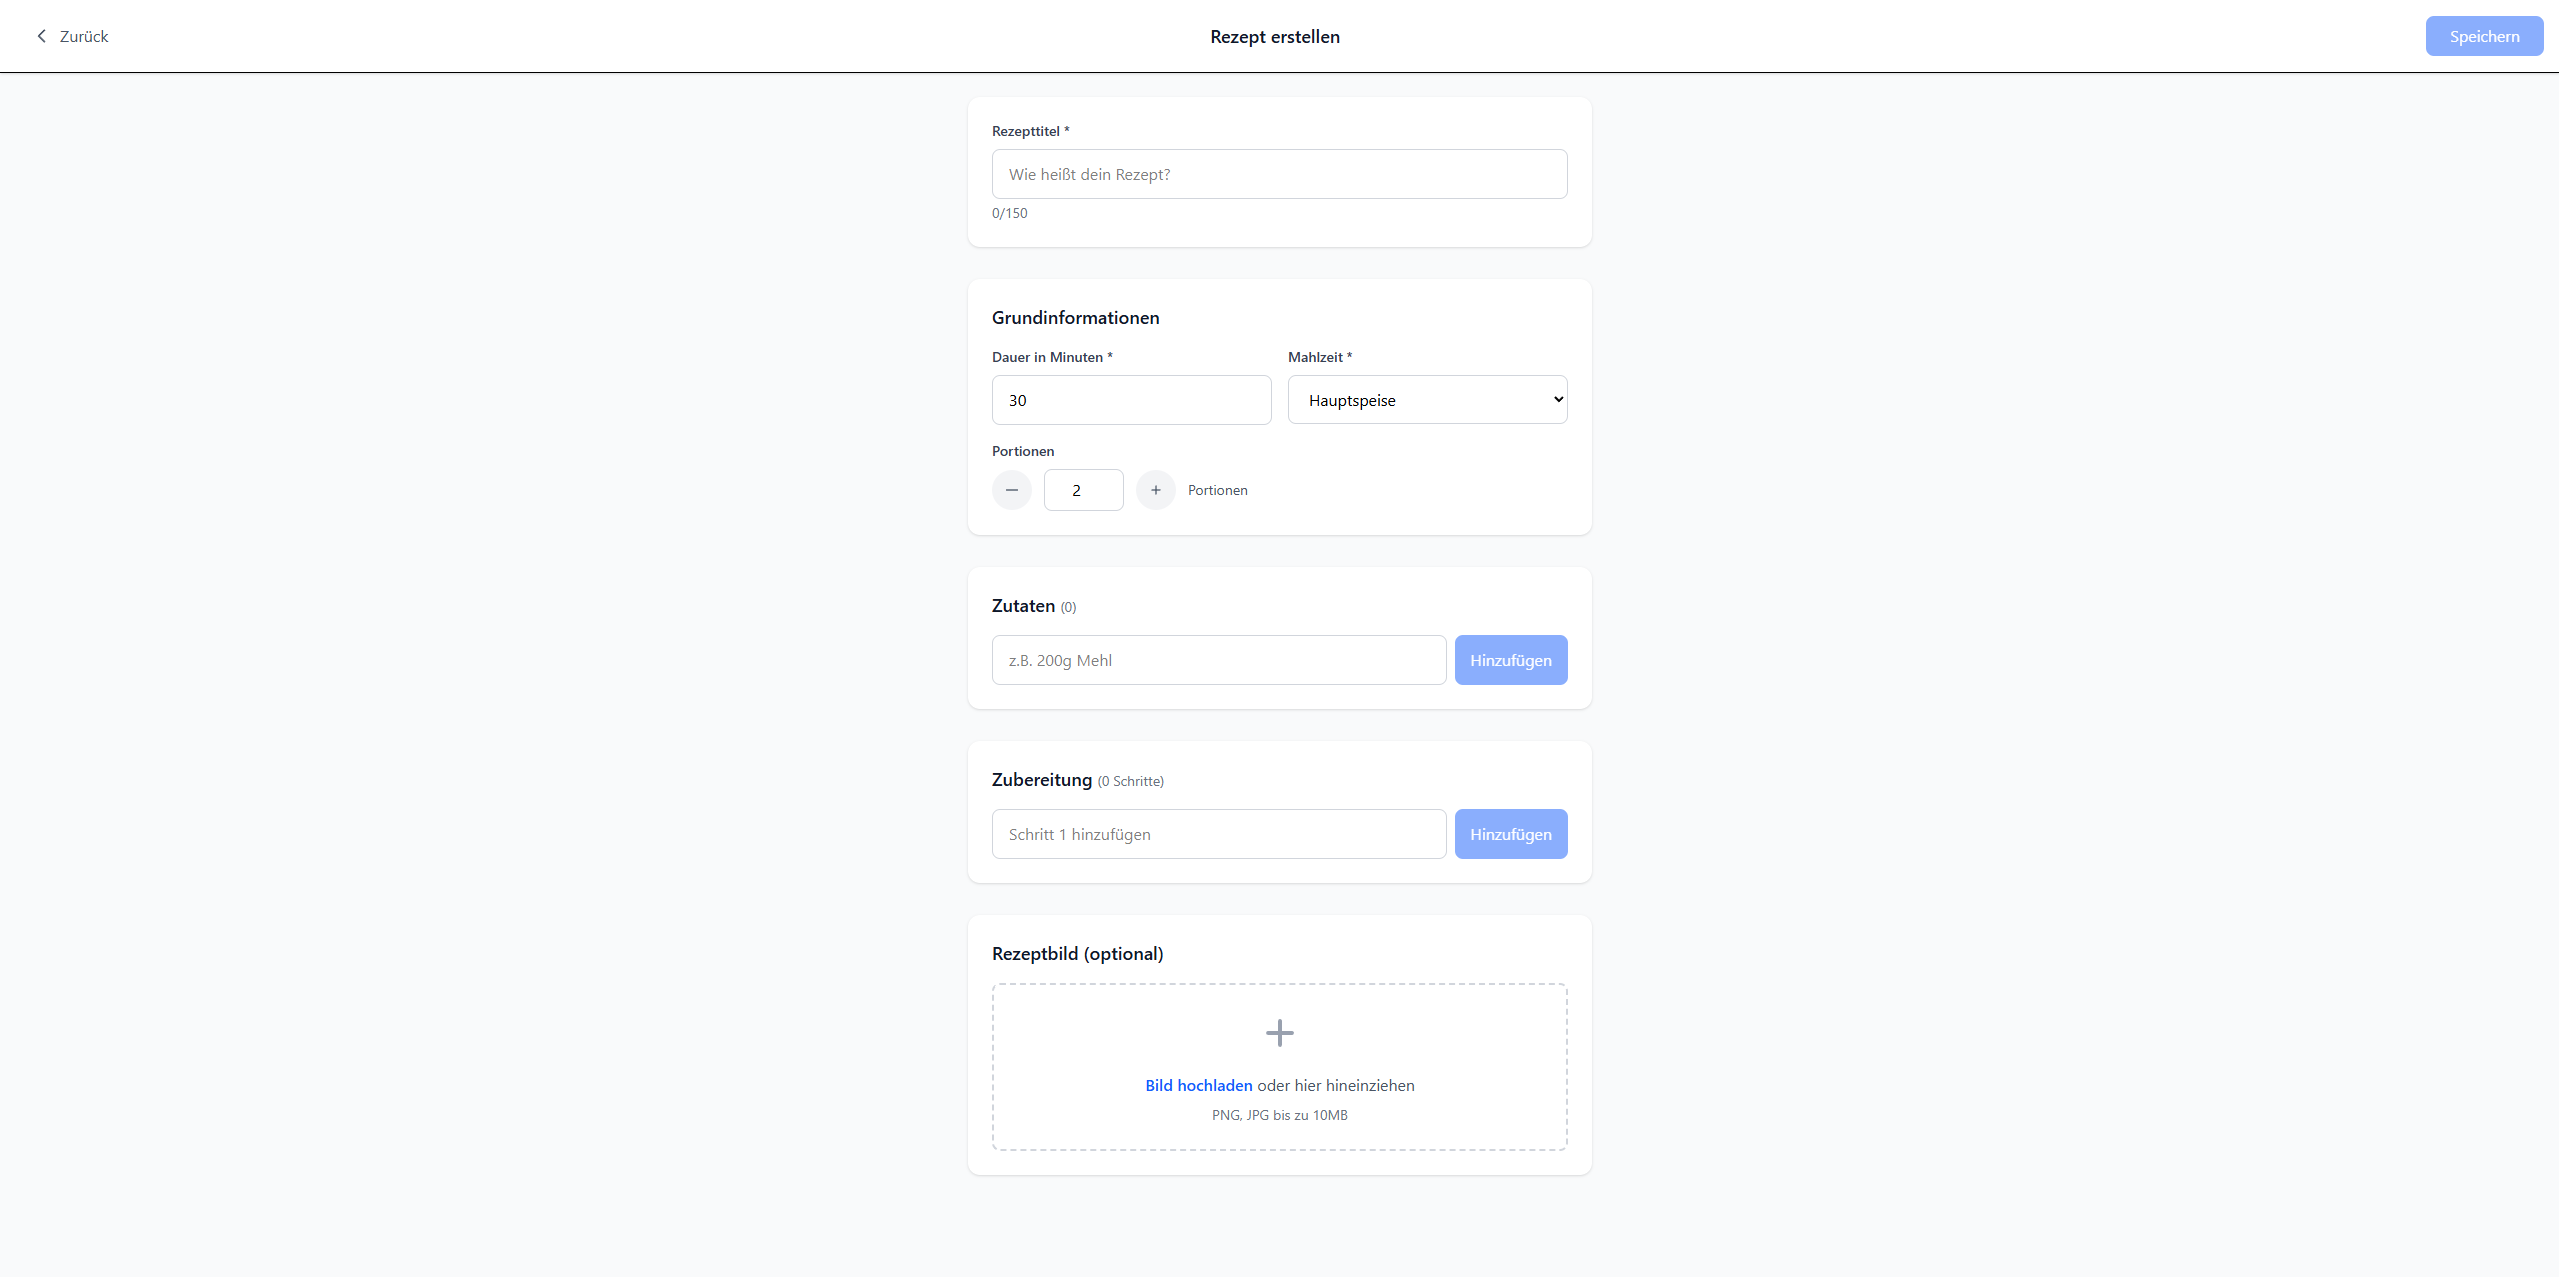 Zurück
Rezept erstellen
Speichern
Rezepttitel *
Wie heißt dein Rezept?
0/150
Grundinformationen
Dauer in Minuten *
Mahlzeit *
30
Hauptspeise
Portionen
2
+
Portionen
Zutaten (0)
z.B. 200g Mehl
Hinzufügen
Zubereitung (0 Schritte)
Schritt 1 hinzufügen
Hinzufügen
Rezeptbild (optional)
Bild hochladen oder hier hineinziehen
PNG, JPG bis zu 10MB